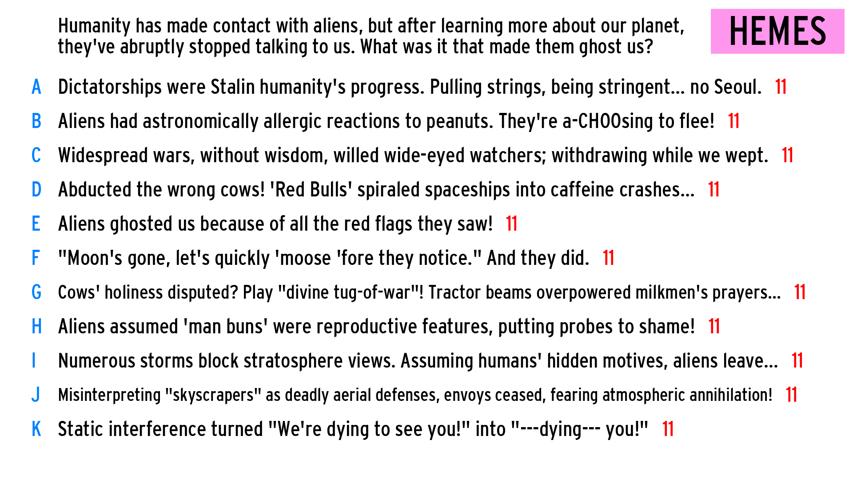 Humanity has made contact with aliens, but after learning more about our planet,
they've abruptly stopped talking to us. What was it that made them ghost us?
HEMES
A Dictatorships were Stalin humanity's progress. Pulling strings, being stringent... no Seoul. 11
B Aliens had astronomically allergic reactions to peanuts. They're a-CHOOsing to flee! 11
C Widespread wars, without wisdom, willed wide-eyed watchers; withdrawing while we wept. 11
D Abducted the wrong cows! 'Red Bulls' spiraled spaceships into caffeine crashes... 11
E Aliens ghosted us because of all the red flags they saw! 11
F "Moon's gone, let's quickly 'moose 'fore they notice." And they did. 11
G Cows' holiness disputed? Play "divine tug-of-war"! Tractor beams overpowered milkmen's prayers... 11
H Aliens assumed 'man buns' were reproductive features, putting probes to shame! 11
I Numerous storms block stratosphere views. Assuming humans' hidden motives, aliens leave... 11
J Misinterpreting "skyscrapers" as deadly aerial defenses, envoys ceased, fearing atmospheric annihilation! 11
K Static interference turned "We're dying to see you!" into "---dying--- you!" 11